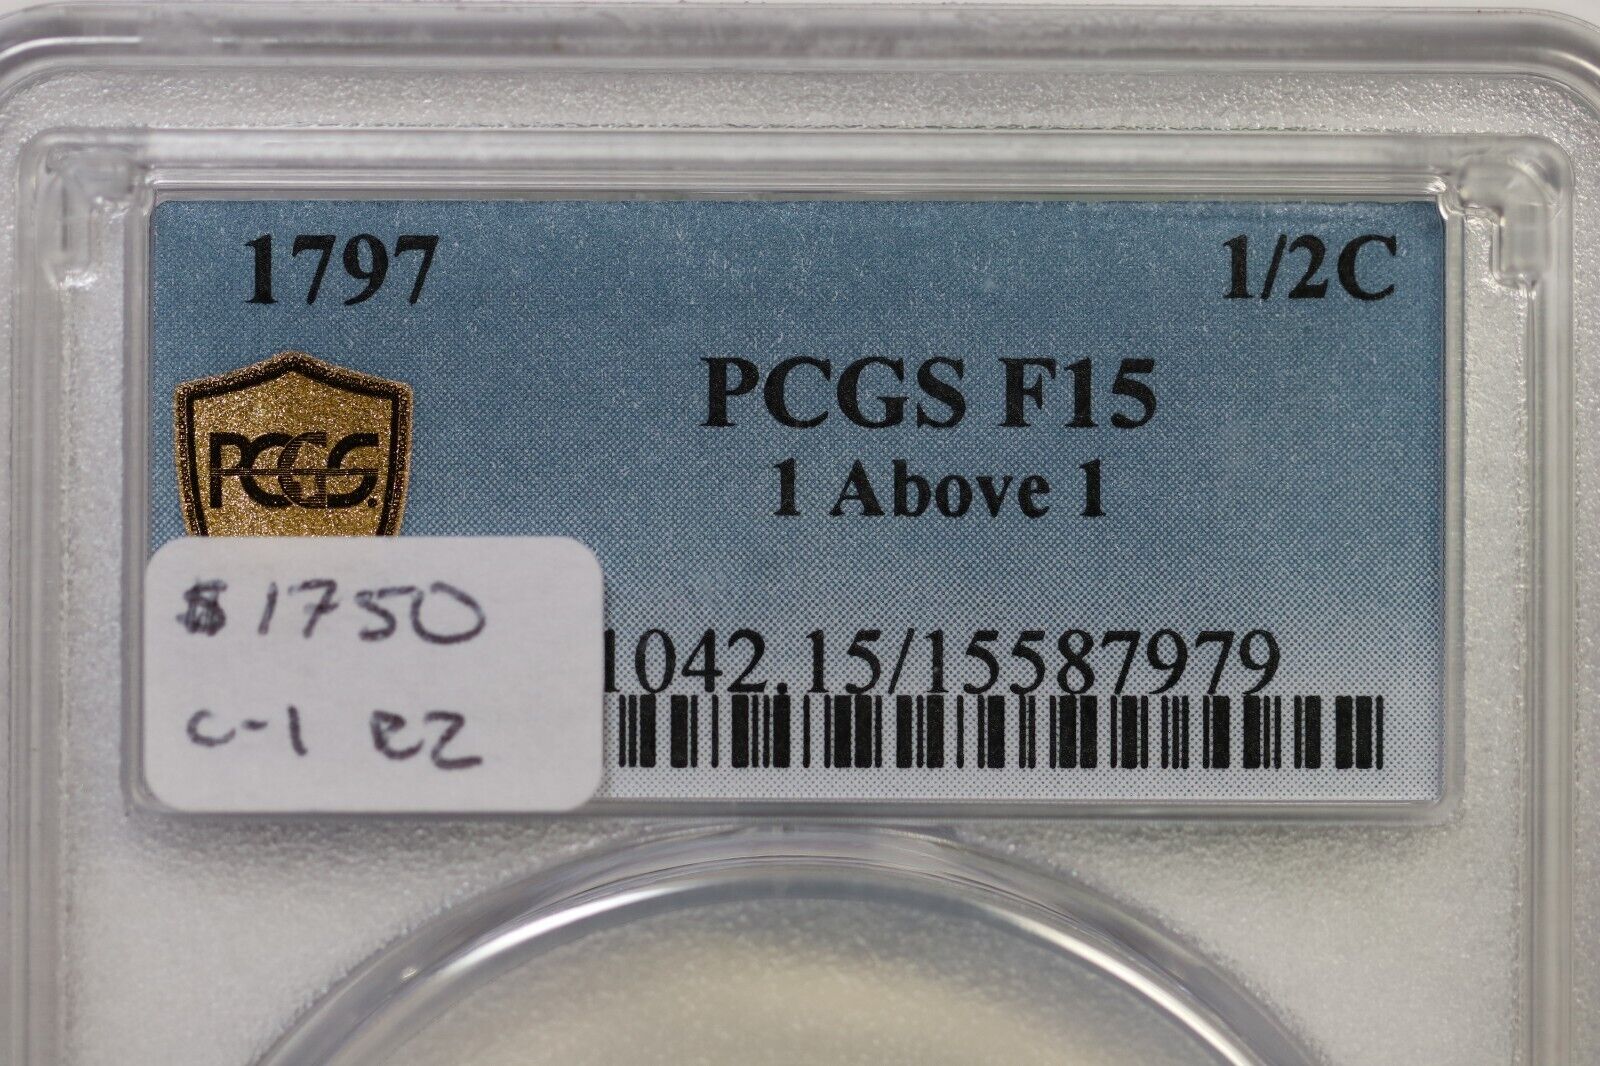 1797 1/2C
PCGS F15
PCGS.
1 Above 1
$1750
1042.15/15587979
C-1 R2